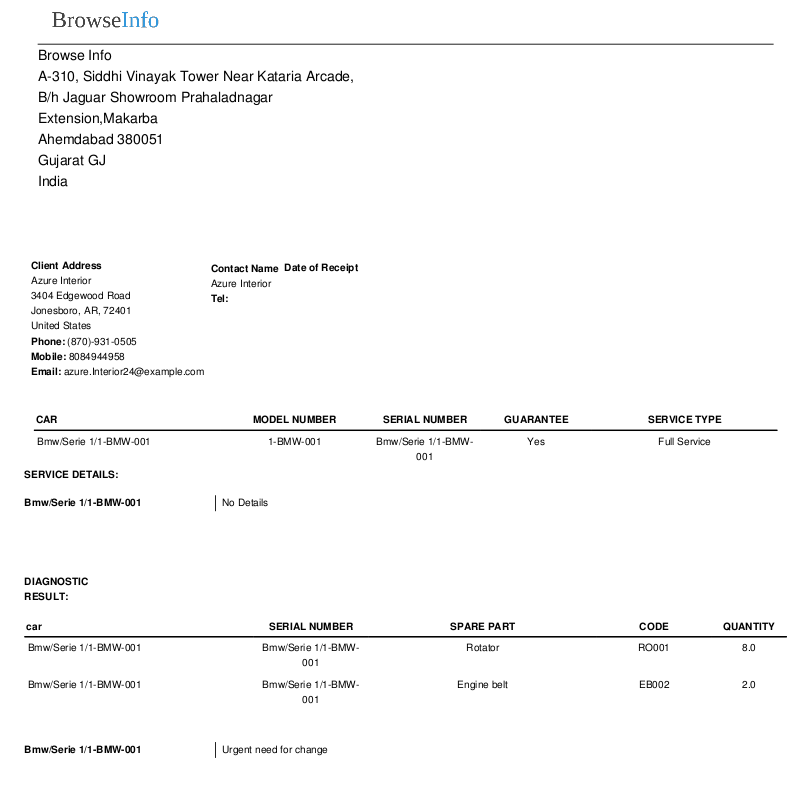 BrowseInfo
Browse Info
A-310, Siddhi Vinayak Tower Near Kataria Arcade,
B/h Jaguar Showroom Prahaladnagar
Extension,Makarba
Ahemdabad 380051
Gujarat GJ
India
Client Address
Azure Interior
3404 Edgewood Road
Jonesboro, AR, 72401
United States
Phone: (870)-931-0505
Mobile: 8084944958
Email: azure.Interior24@example.com
Contact Name Date of Receipt
Azure Interior
Tel:
CAR MODEL NUMBER SERIAL NUMBER GUARANTEE SERVICE TYPE
Bmw/Serie 1/1-BMW-001 1-BMW-001 Bmw/Serie 1/1-BMW- Yes Full Service
001
SERVICE DETAILS:
Bmw/Serie 1/1-BMW-001 No Details
DIAGNOSTIC
RESULT:
car SERIAL NUMBER SPARE PART CODE QUANTITY
Bmw/Serie 1/1-BMW-001 Bmw/Serie 1/1-BMW- Rotator RO001 8.0
001
Bmw/Serie 1/1-BMW-001 Bmw/Serie 1/1-BMW- Engine belt EB002 2.0
001
Bmw/Serie 1/1-BMW-001 Urgent need for change